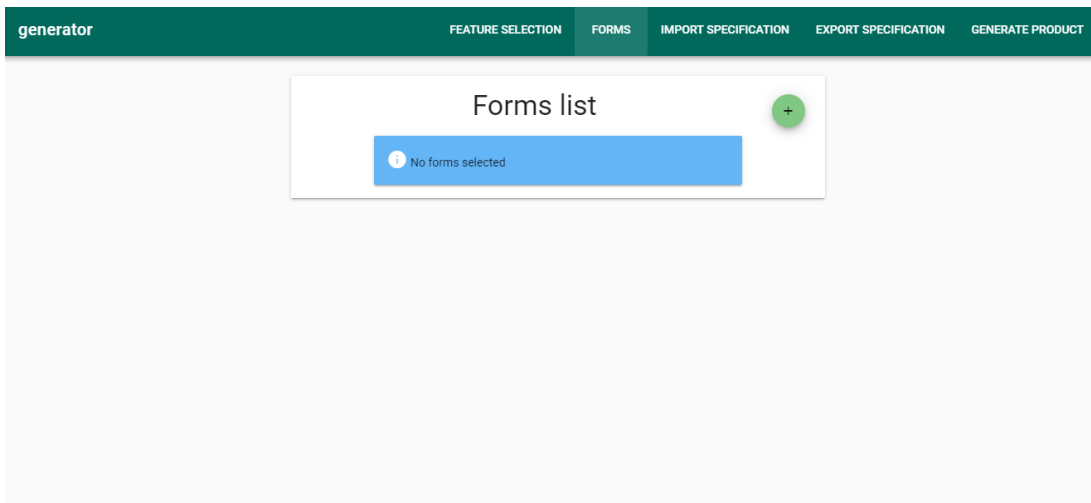 generator FEATURE SELECTION FORMS IMPORT SPECIFICATION EXPORT SPECIFICATION GENERATE PRODUCT
Forms list
+
No forms selected